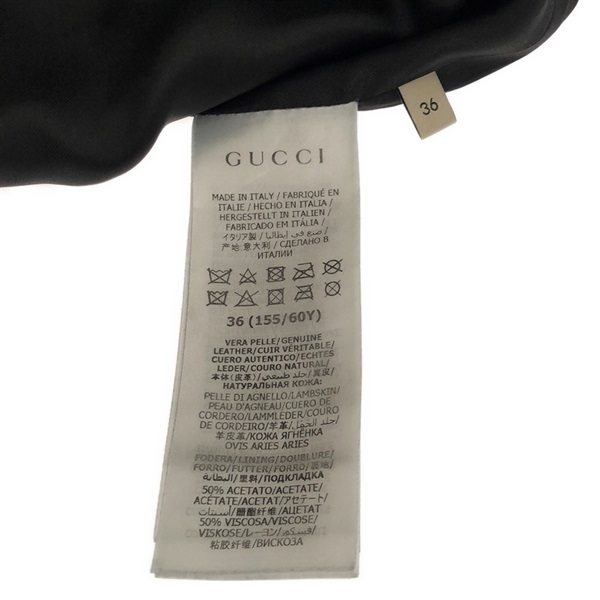 36
GUCCI
MADE IN ITALY / FABRIQUÉ EN
ITALIE / HECHO EN ITALIA /
HERGESTELLT IN ITALIEN /
FABRICADO EM ITÁLIA /
イタリア製 / صنع في إيطاليا /
产地:意大利 / СДЕЛАНО В
ИТАЛИИ
36 (155/60Y)
VERA PELLE/GENUINE
LEATHER/CUIR VÉRITABLE/
CUERO AUTENTICO/ECHTES
LEDER/COURO NATURAL/
本体(皮革)/جلد طبيعي/真皮/
НАТУРАЛЬНАЯ КОЖА:
PELLE DI AGNELLO/LAMBSKIN/
PEAU D'AGNEAU/CUERO DE
CORDERO/LAMMLEDER/COURO
DE CORDEIRO/羊革/جلد الحمل/
羊皮革/КОЖА ЯГНЁНКА
OVIS ARIES ARIES
FODERA/LINING/DOUBLURE/
FORRO/FUTTER/FORRO/裏地/
البطانة/里料/ПОДКЛАДКА
50% ACETATO/ACETATE/
ACÉTATE/ACETAT/アセテート/
أسيتات/醋酯纤维/АЦЕТАТ
50% VISCOSA/VISCOSE/
VISKOSE/レーヨン/فسكوز/
粘胶纤维/ВИСКОЗА